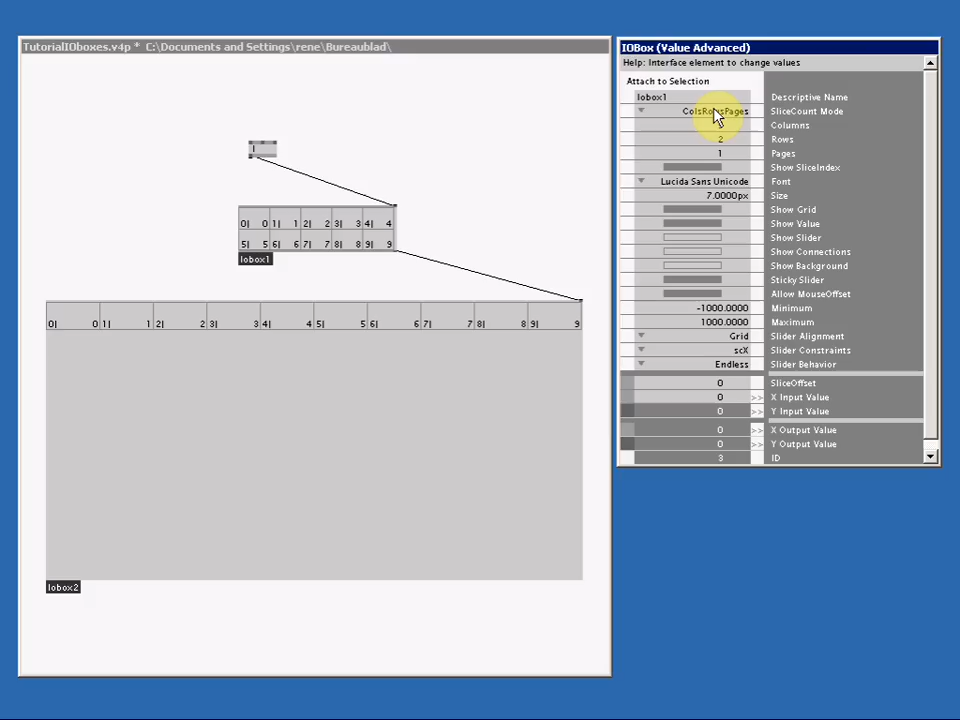 TutorialIOboxes.v4p * C:\Documents and Settings\rene\Bureaublad\
I
0| 0 1| 1 2| 2 3| 3 4| 4
5| 5 6| 6 7| 7 8| 8 9| 9
Iobox1
0| 0 1| 1 2| 2 3| 3 4| 4 5| 5 6| 6 7| 7 8| 8 9| 9
Iobox2
IOBox (Value Advanced)
Help: Interface element to change values
Attach to Selection
Iobox1 Descriptive Name
ColsRowsPages SliceCount Mode
Columns
2 Rows
1 Pages
Show SliceIndex
Lucida Sans Unicode Font
7.0000px Size
Show Grid
Show Value
Show Slider
Show Connections
Show Background
Sticky Slider
Allow MouseOffset
-1000.0000 Minimum
1000.0000 Maximum
Grid Slider Alignment
scX Slider Constraints
Endless Slider Behavior
0 SliceOffset
0 >> X Input Value
0 >> Y Input Value
0 >> X Output Value
0 >> Y Output Value
3 ID